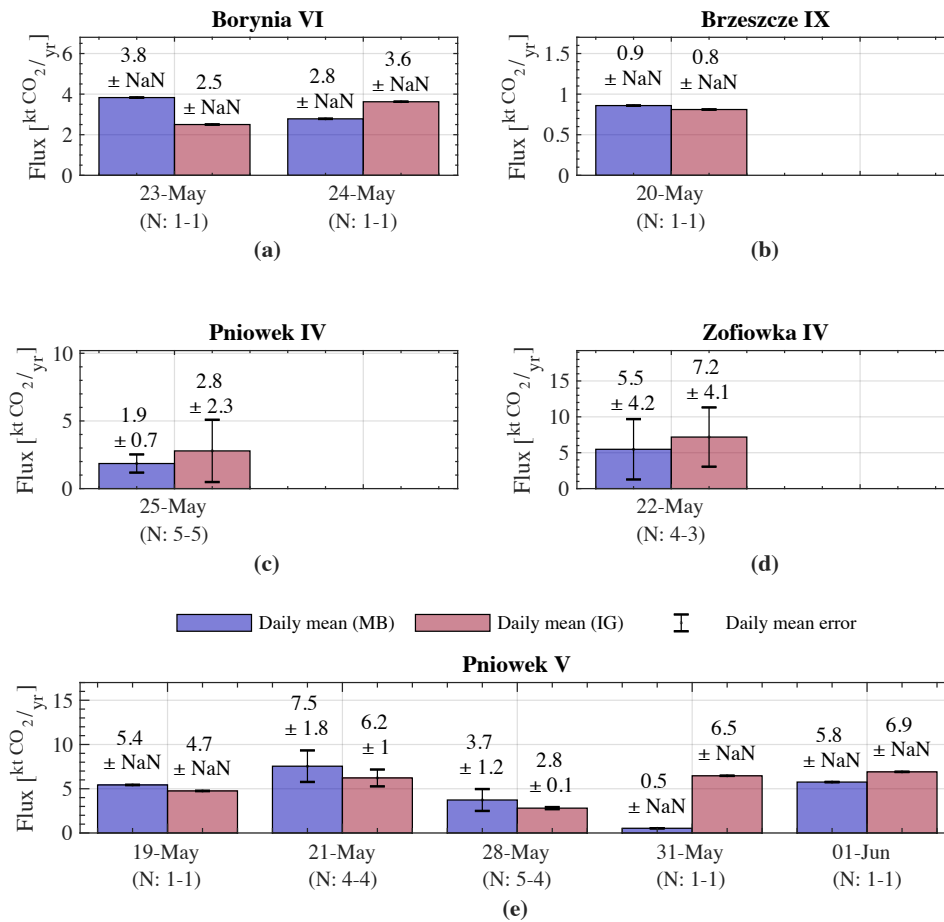 Borynia VI
Flux [kt CO2/yr]
6
4
2
0
3.8
± NaN
2.5
± NaN
2.8
± NaN
3.6
± NaN
23-May
(N: 1-1)
24-May
(N: 1-1)
(a)
Brzeszcze IX
Flux [kt CO2/yr]
1.5
1
0.5
0
0.9
± NaN
0.8
± NaN
20-May
(N: 1-1)
(b)
Pniowek IV
Flux [kt CO2/yr]
10
5
0
1.9
± 0.7
2.8
± 2.3
25-May
(N: 5-5)
(c)
Zofiowka IV
Flux [kt CO2/yr]
15
10
5
0
5.5
± 4.2
7.2
± 4.1
22-May
(N: 4-3)
(d)
Daily mean (MB) Daily mean (IG) Daily mean error
Pniowek V
Flux [kt CO2/yr]
15
10
5
0
5.4
± NaN
4.7
± NaN
7.5
± 1.8
6.2
± 1
3.7
± 1.2
2.8
± 0.1
0.5
± NaN
6.5
± NaN
5.8
± NaN
6.9
± NaN
19-May
(N: 1-1)
21-May
(N: 4-4)
28-May
(N: 5-4)
31-May
(N: 1-1)
01-Jun
(N: 1-1)
(e)